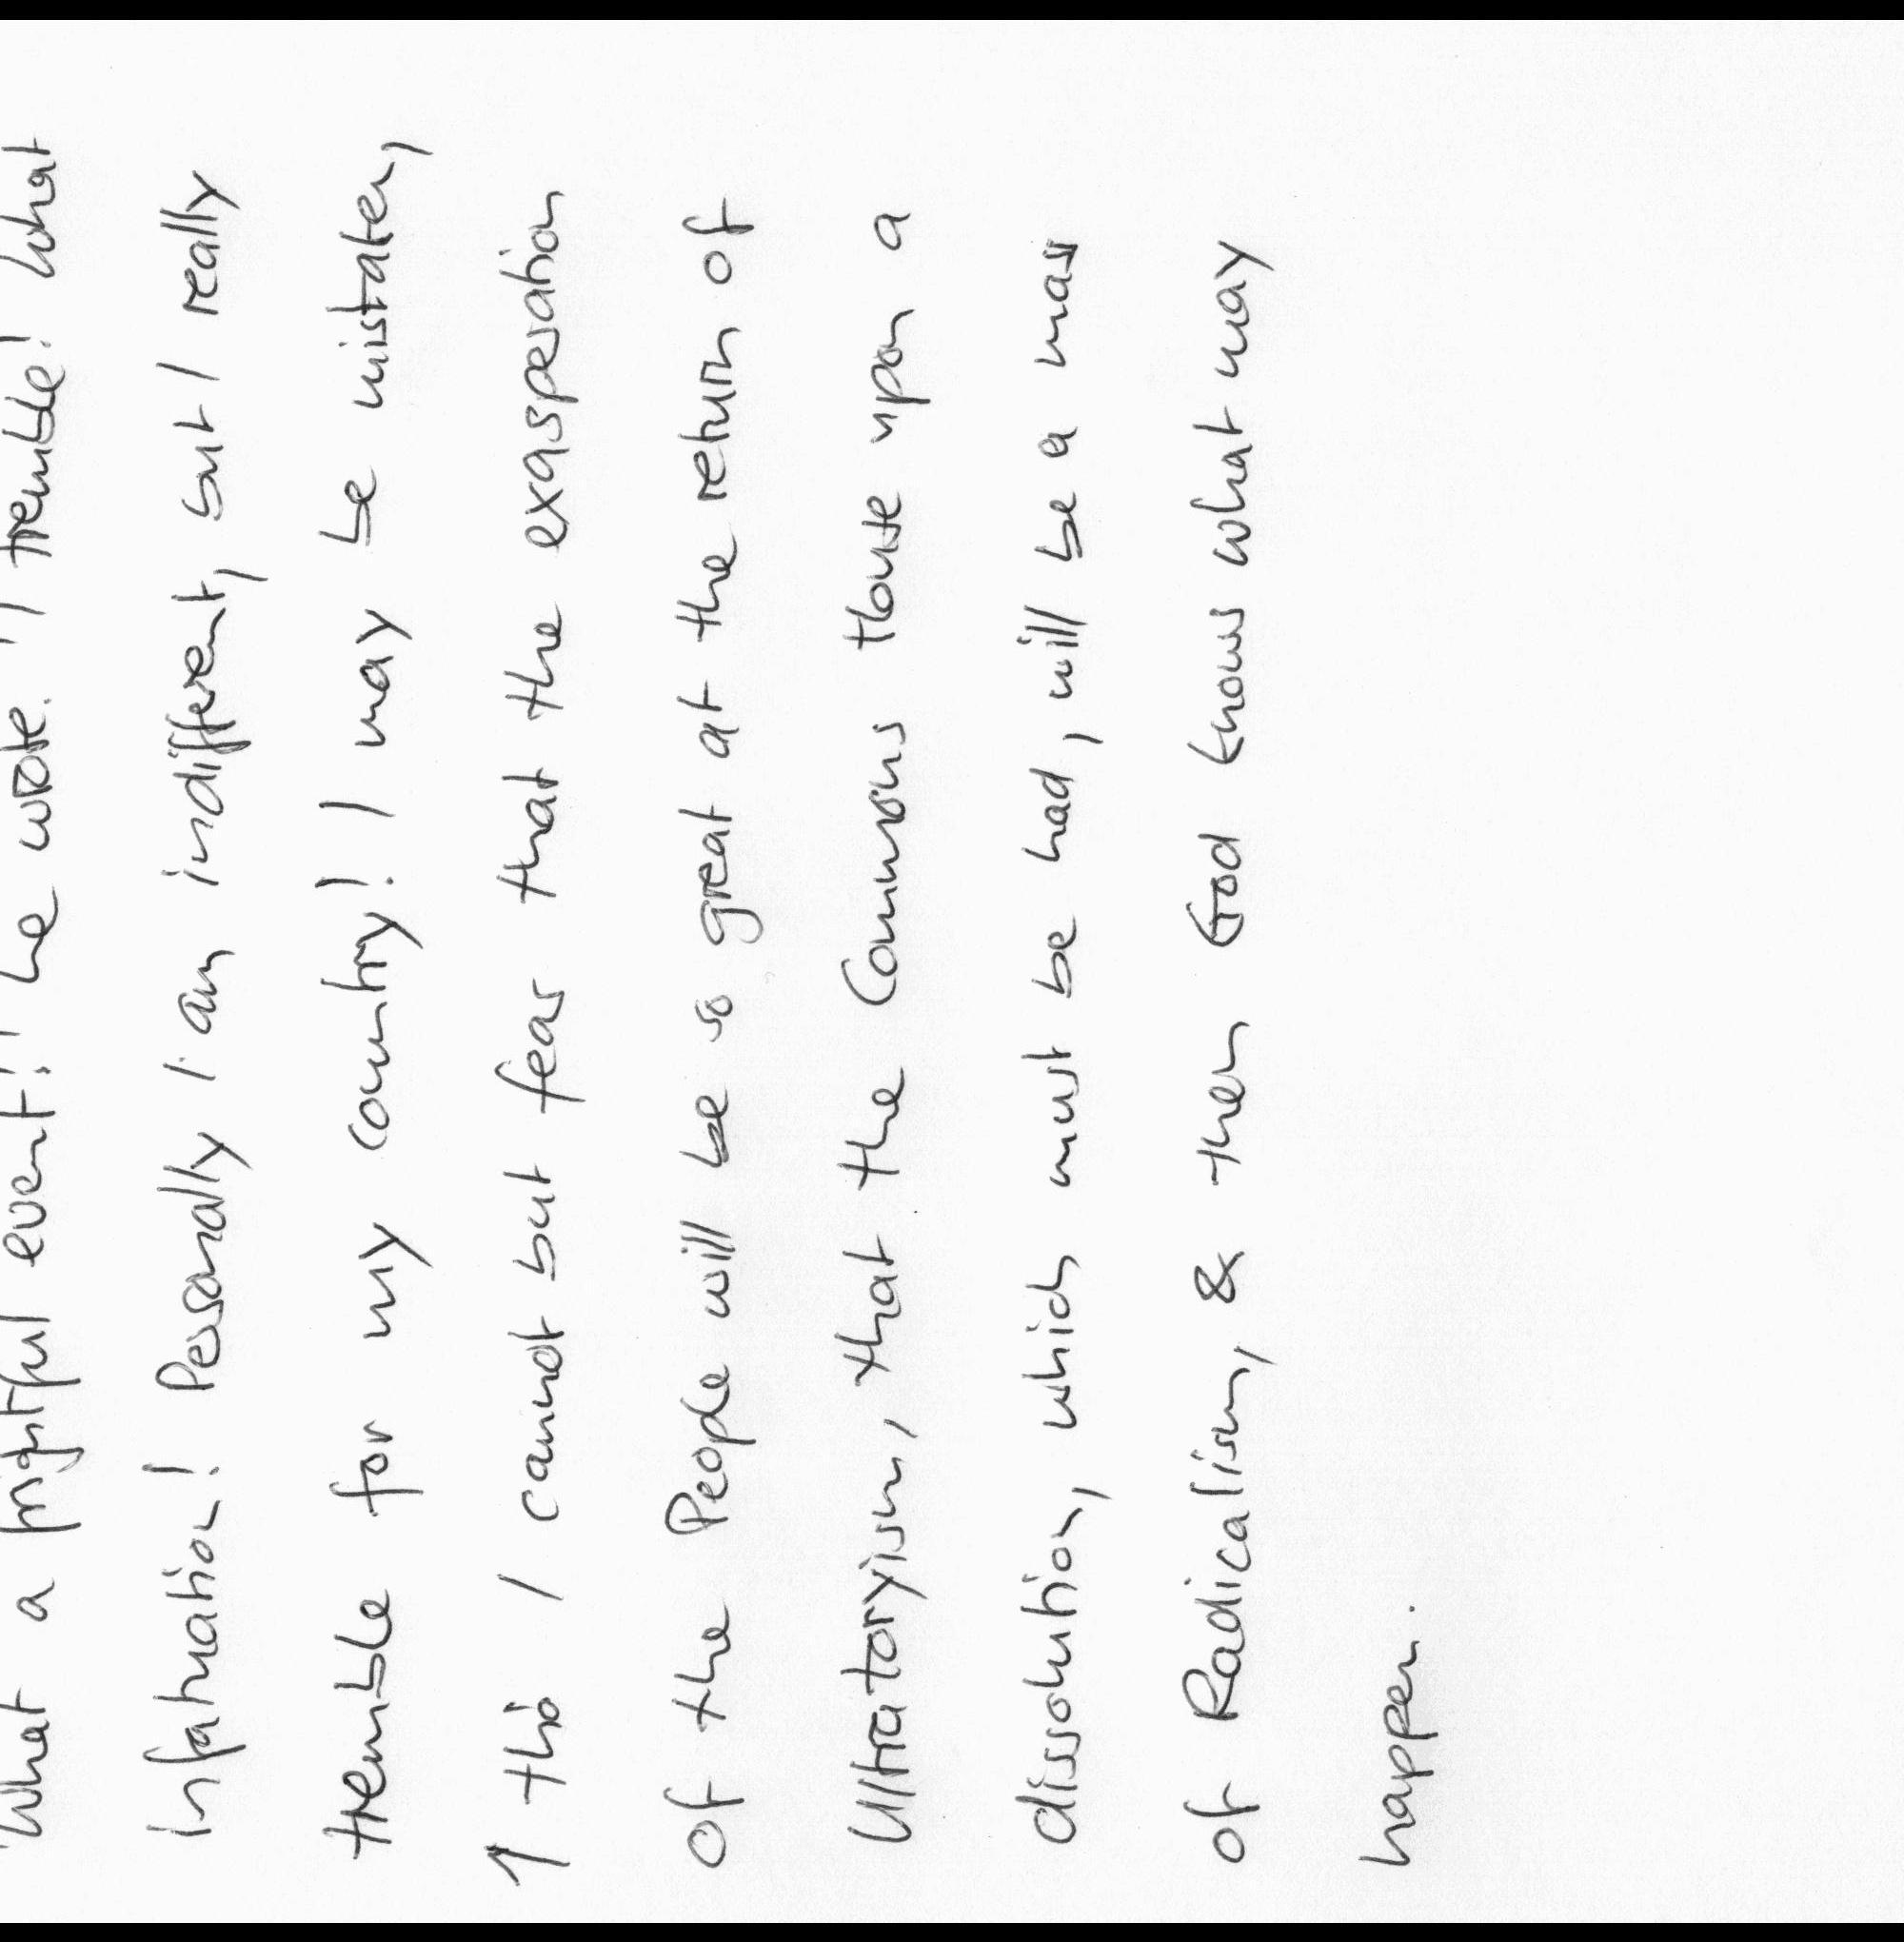 'What a frightful event!' he wrote. 'I tremble! What
infatuation! Personally I am indifferent, but I really
tremble for my country! I may be mistaken,
1 this I cannot but fear that the exasperation
of the People will be so great at the return of
Ultratoryism, that the Commons House upon a
dissolution, which must be had, will be a mass
of Radicalism, & then God knows what may
happen.